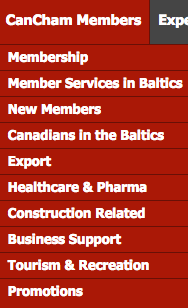 CanCham Members Expe
Membership
Member Services in Baltics
New Members
Canadians in the Baltics
Export
Healthcare & Pharma
Construction Related
Business Support
Tourism & Recreation
Promotions